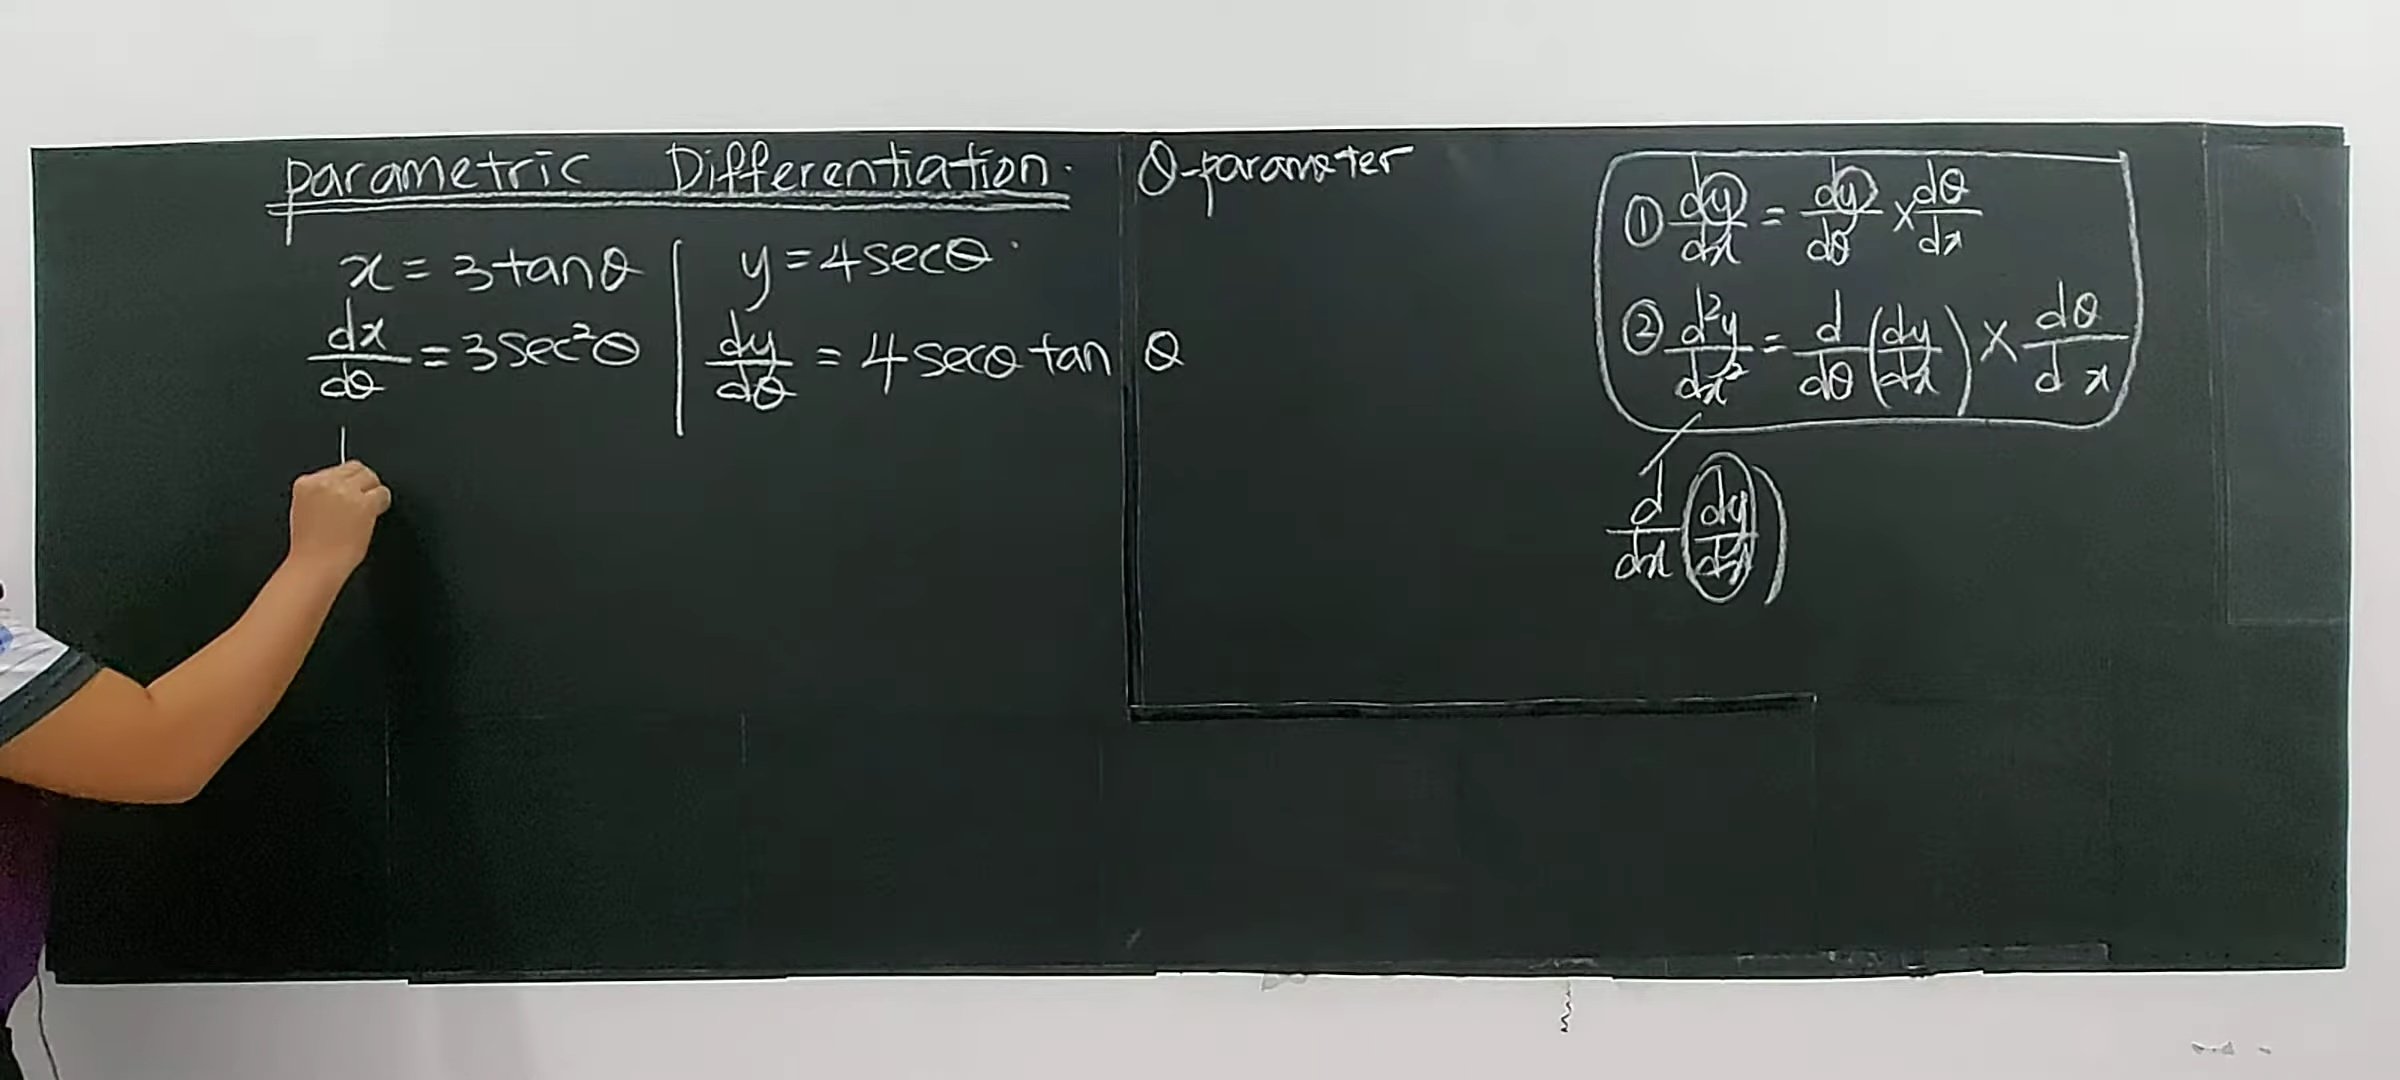 parametric Differentiation.
x = 3tanθ | y = 4secθ.
dx/dθ = 3sec²θ | dy/dθ = 4secθ tan θ
θ-parameter
① dy/dx = dy/dθ × dθ/dx
② d²y/dx² = d/dθ (dy/dx) × dθ/dx
d/dx (dy/dx)